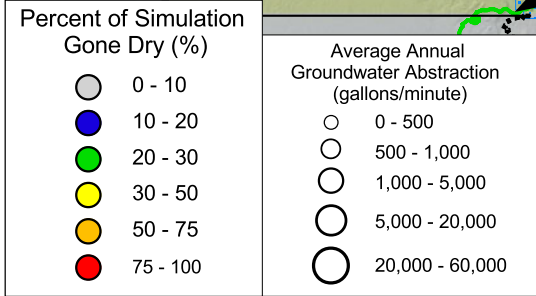 Percent of Simulation
Gone Dry (%)
0 - 10
10 - 20
20 - 30
30 - 50
50 - 75
75 - 100
Average Annual
Groundwater Abstraction
(gallons/minute)
0 - 500
500 - 1,000
1,000 - 5,000
5,000 - 20,000
20,000 - 60,000